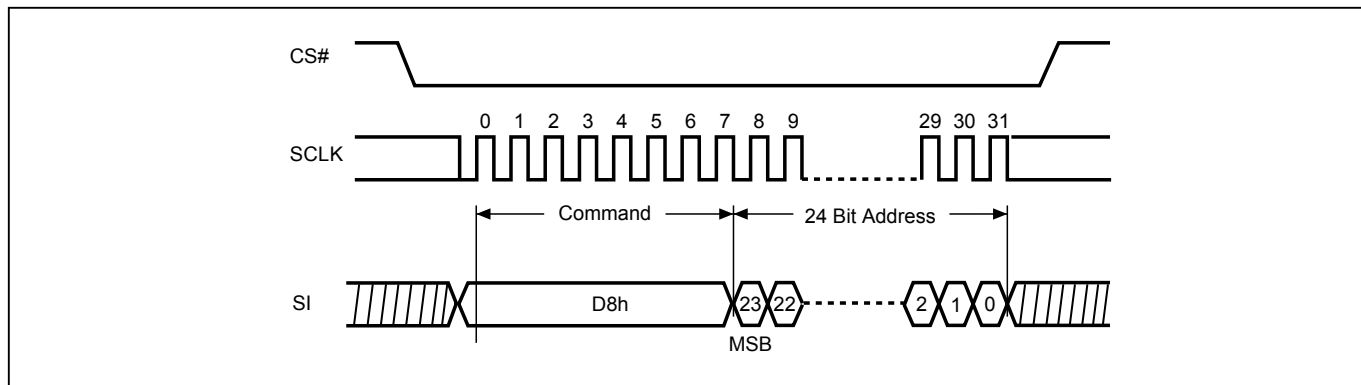 CS#
0 1 2 3 4 5 6 7 8 9 29 30 31
SCLK
Command 24 Bit Address
SI D8h 23 22 2 1 0
MSB